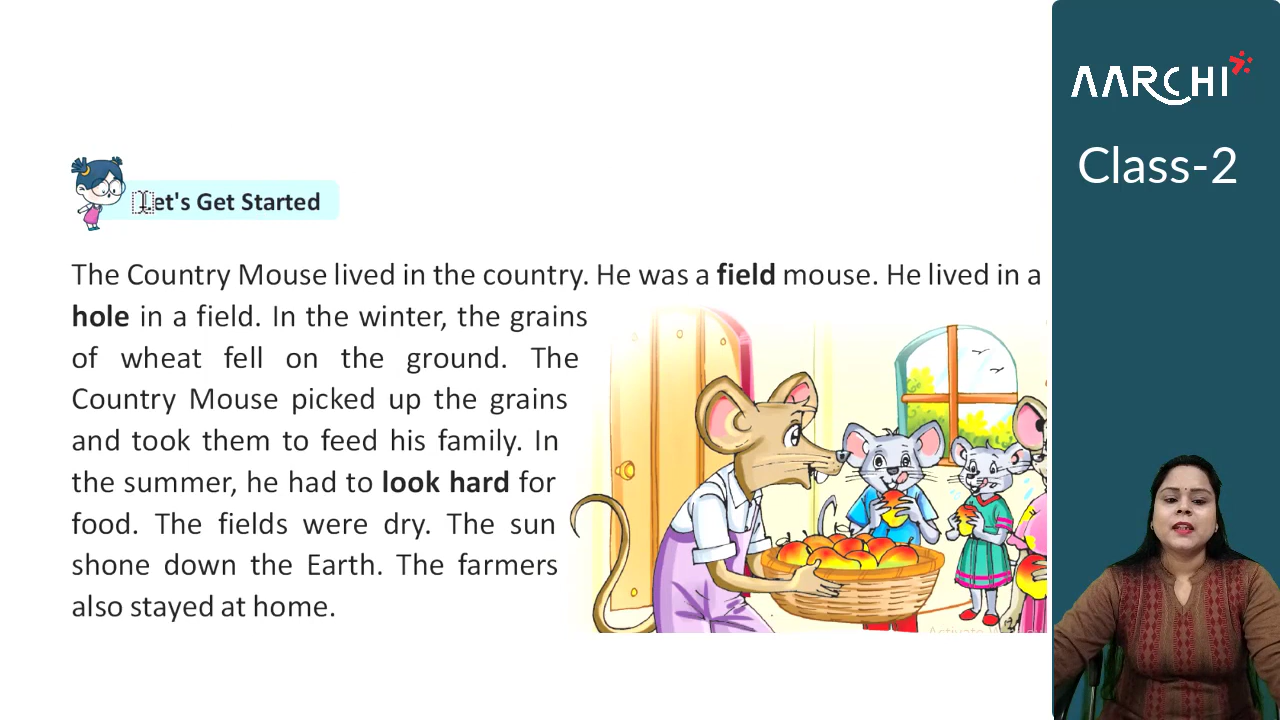 AARCHI
Class-2
Let's Get Started
The Country Mouse lived in the country. He was a field mouse. He lived in a
hole in a field. In the winter, the grains
of wheat fell on the ground. The
Country Mouse picked up the grains
and took them to feed his family. In
the summer, he had to look hard for
food. The fields were dry. The sun
shone down the Earth. The farmers
also stayed at home.